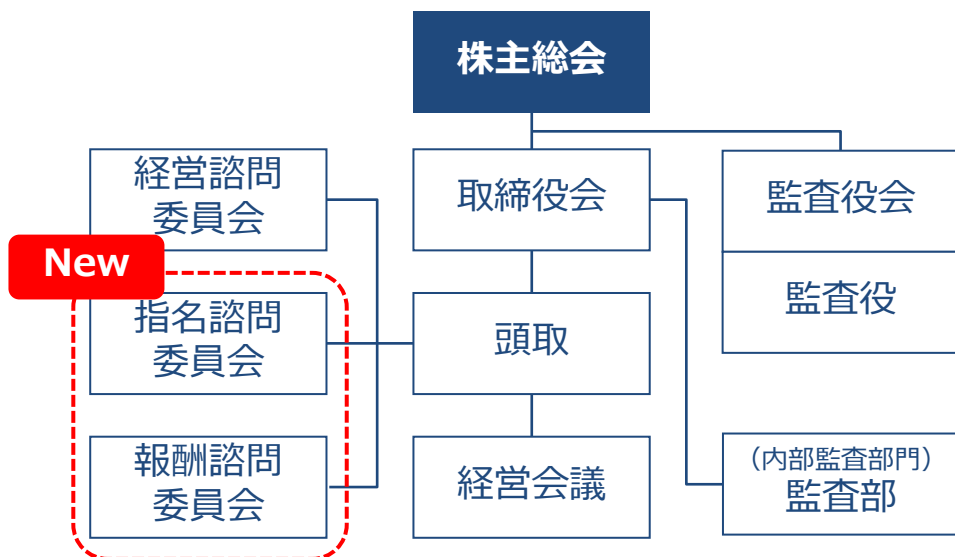 株主総会
経営諮問
委員会
取締役会
監査役会
New
監査役
指名諮問
委員会
頭取
報酬諮問
委員会
経営会議
（内部監査部門）
監査部